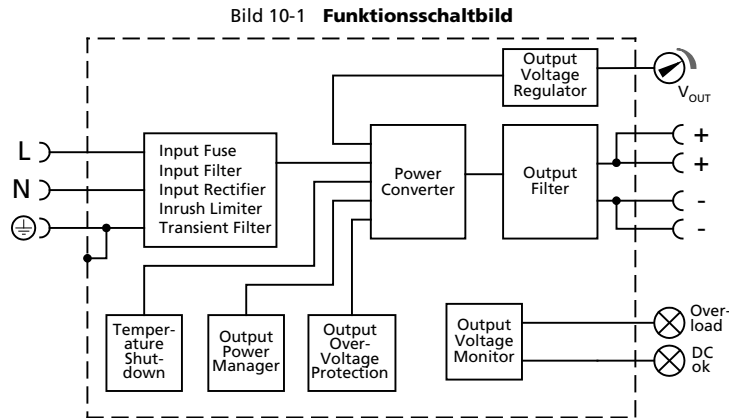 Bild 10-1 Funktionsschaltbild
Output
Voltage
Regulator
V OUT
L
N
Input Fuse
Input Filter
Input Rectifier
Inrush Limiter
Transient Filter
Power
Converter
Output
Filter
+
+
-
-
Temper-
ature
Shut-
down
Output
Power
Manager
Output
Over-
Voltage
Protection
Output
Voltage
Monitor
Over-
load
DC
ok